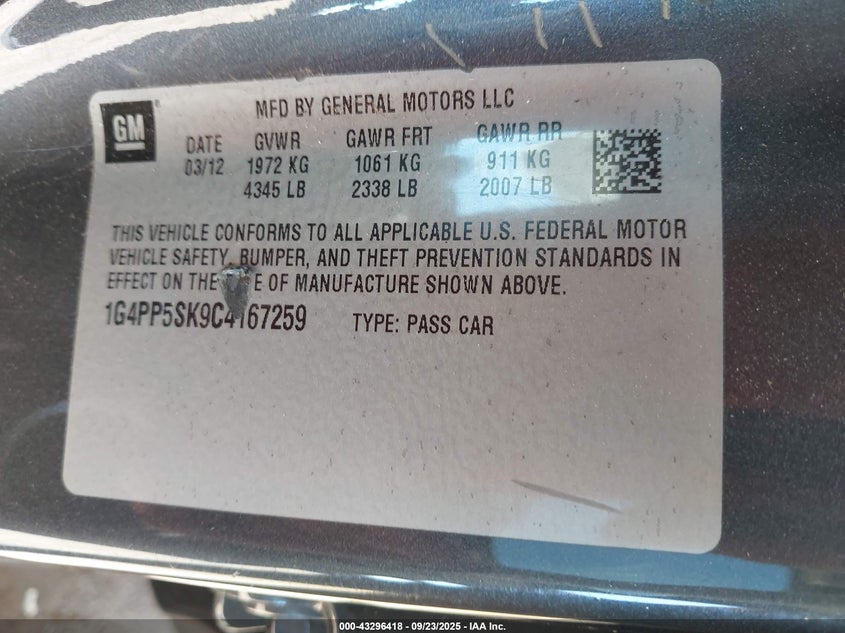 GM
MFD BY GENERAL MOTORS LLC
DATE GVWR GAWR FRT GAWR RR
03/12 1972 KG 1061 KG 911 KG
4345 LB 2338 LB 2007 LB
THIS VEHICLE CONFORMS TO ALL APPLICABLE U.S. FEDERAL MOTOR
VEHICLE SAFETY, BUMPER, AND THEFT PREVENTION STANDARDS IN
EFFECT ON THE OF MANUFACTURE SHOWN ABOVE.
1G4PP5SK9C4167259 TYPE: PASS CAR
000-43296418 - 09/23/2025 - IAA Inc.